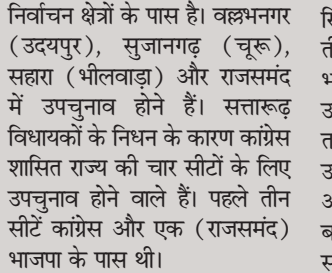 निर्वाचन क्षेत्रों के पास है। वल्लभनगर
(उदयपुर), सुजानगढ़ (चूरू),
सहारा (भीलवाड़ा) और राजसमंद
में उपचुनाव होने हैं। सत्तारूढ़
विधायकों के निधन के कारण कांग्रेस
शासित राज्य की चार सीटों के लिए
उपचुनाव होने वाले हैं। पहले तीन
सीटें कांग्रेस और एक (राजसमंद)
भाजपा के पास थी।